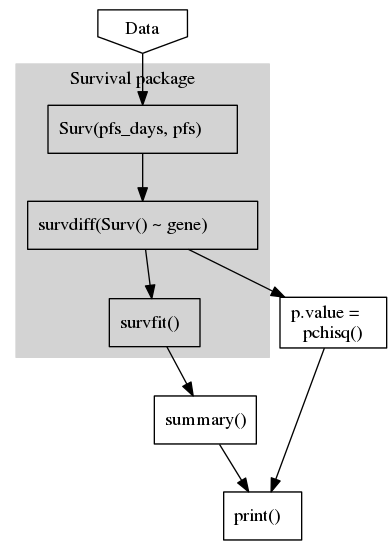 Data
Survival package
Surv(pfs_days, pfs)
survdiff(Surv() ~ gene)
survfit()
p.value =
pchisq()
summary()
print()